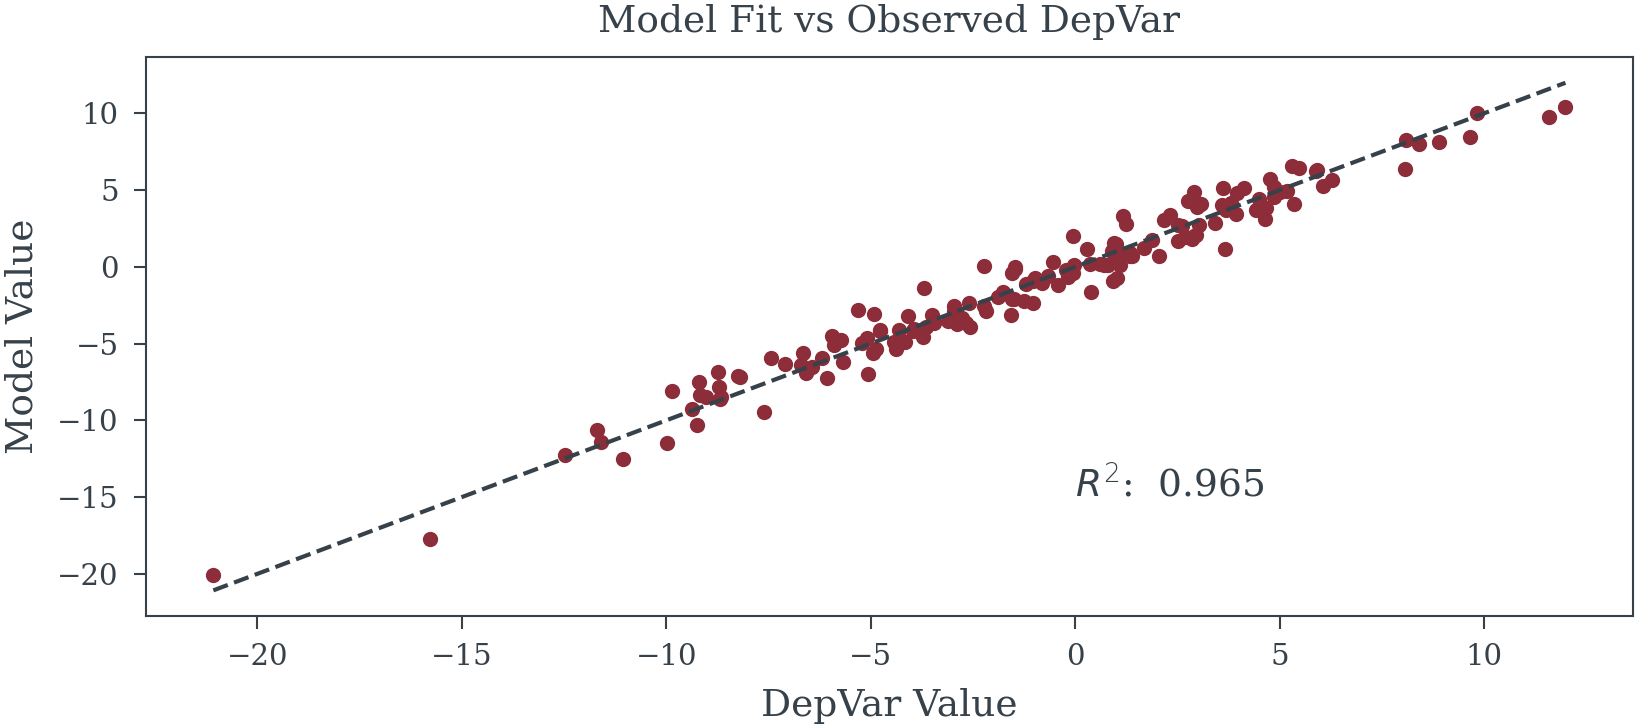 Model Fit vs Observed DepVar
Model Value
10
5
0
−5
−10
−15
−20
R²: 0.965
−20 −15 −10 −5 0 5 10
DepVar Value